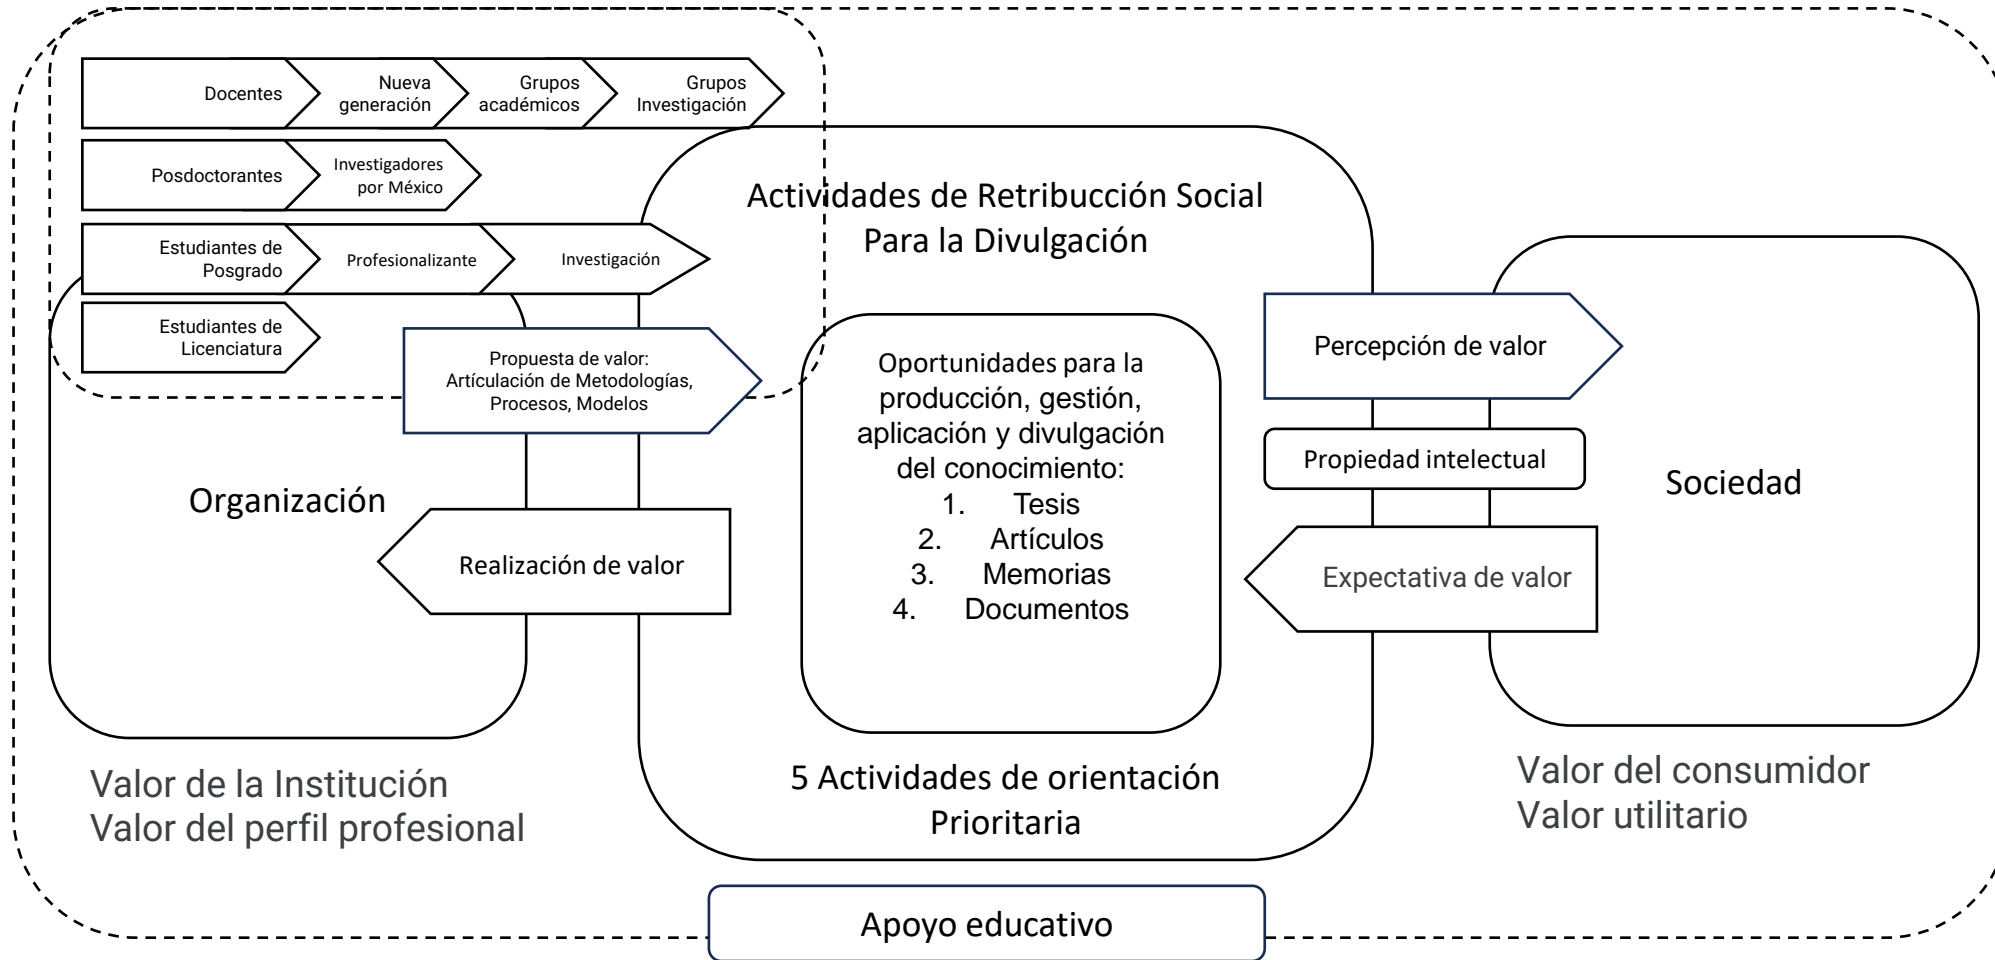 Docentes
Nueva
generación
Grupos
académicos
Grupos
Investigación
Posdoctorantes
Investigadores
por México
Estudiantes de
Posgrado
Profesionalizante
Investigación
Estudiantes de
Licenciatura
Propuesta de valor:
Artículación de Metodologías,
Procesos, Modelos
Organización
Realización de valor
Valor de la Institución
Valor del perfil profesional
Actividades de Retribucción Social
Para la Divulgación
Oportunidades para la
producción, gestión,
aplicación y divulgación
del conocimiento:
1. Tesis
2. Artículos
3. Memorias
4. Documentos
5 Actividades de orientación
Prioritaria
Percepción de valor
Propiedad intelectual
Expectativa de valor
Sociedad
Valor del consumidor
Valor utilitario
Apoyo educativo